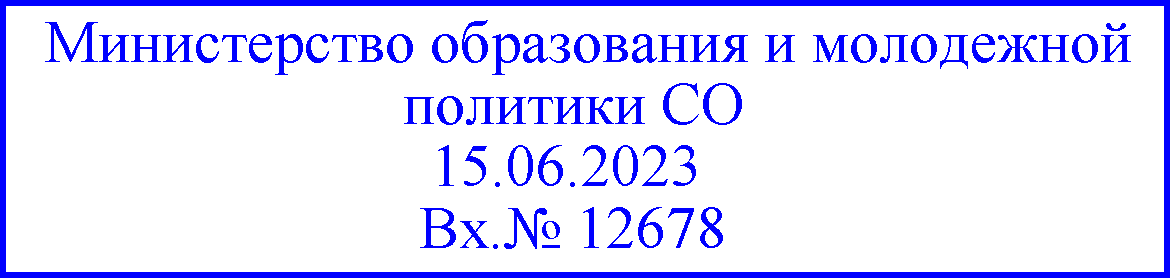 Министерство образования и молодежной
политики СО
15.06.2023
Вх.№ 12678